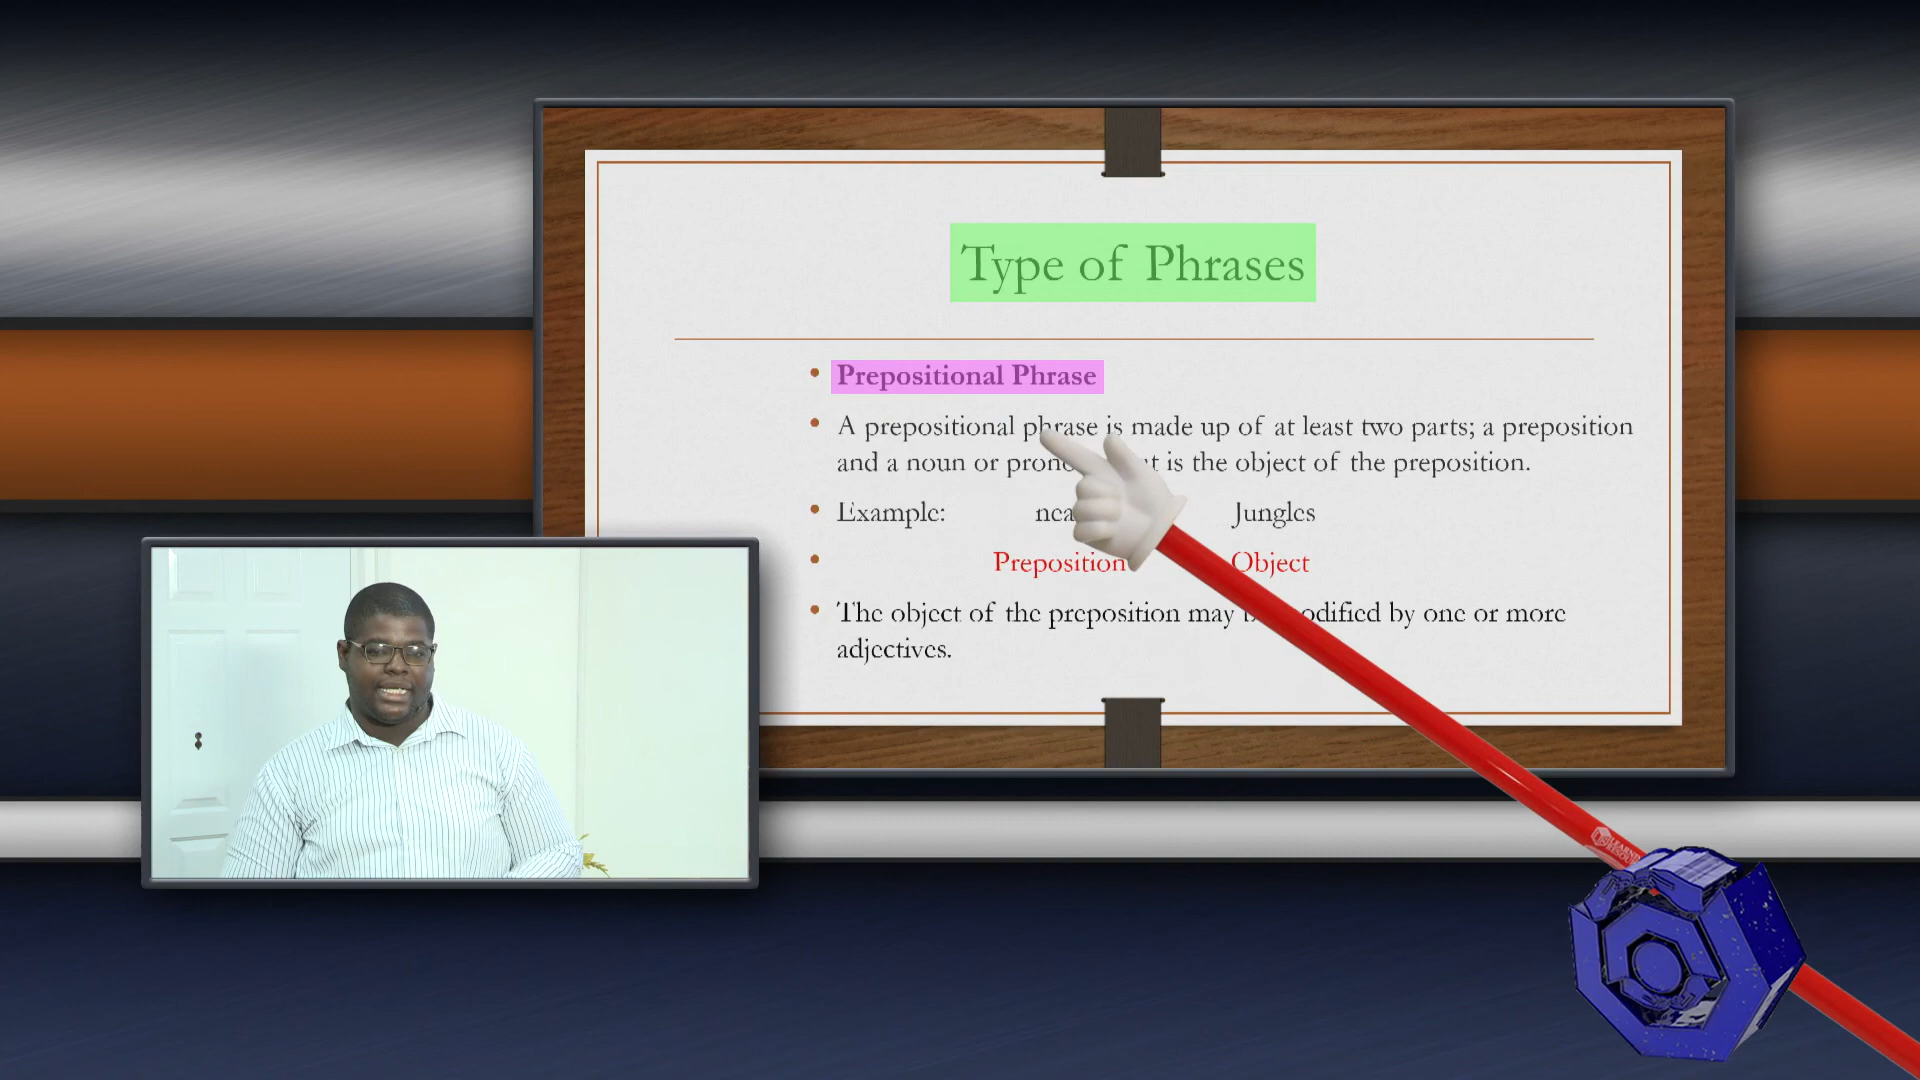 Type of Phrases
Prepositional Phrase
A prepositional phrase is made up of at least two parts; a preposition
and a noun or is the object of the preposition.
Example: Jungles
Preposition Object
The object of the preposition may modified by one or more
adjectives.